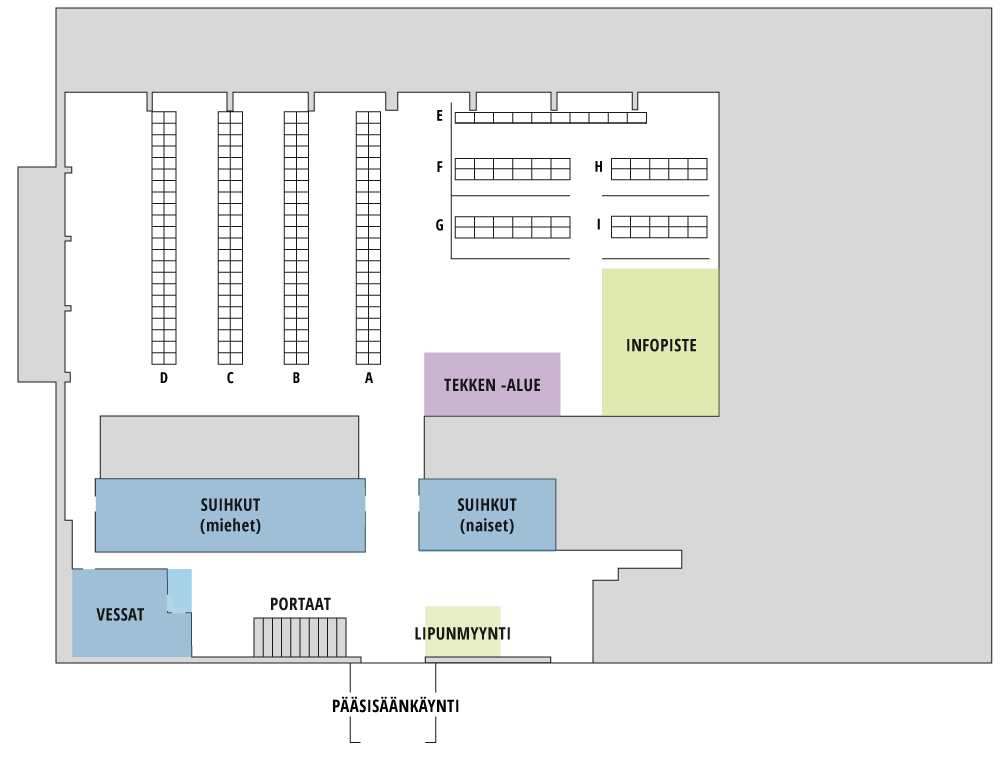 E
F
H
G
I
D
C
B
A
INFOPISTE
TEKKEN -ALUE
SUIHKUT
(miehet)
SUIHKUT
(naiset)
VESSAT
PORTAAT
LIPUNMYYNTI
PÄÄSISÄÄNKÄYNTI